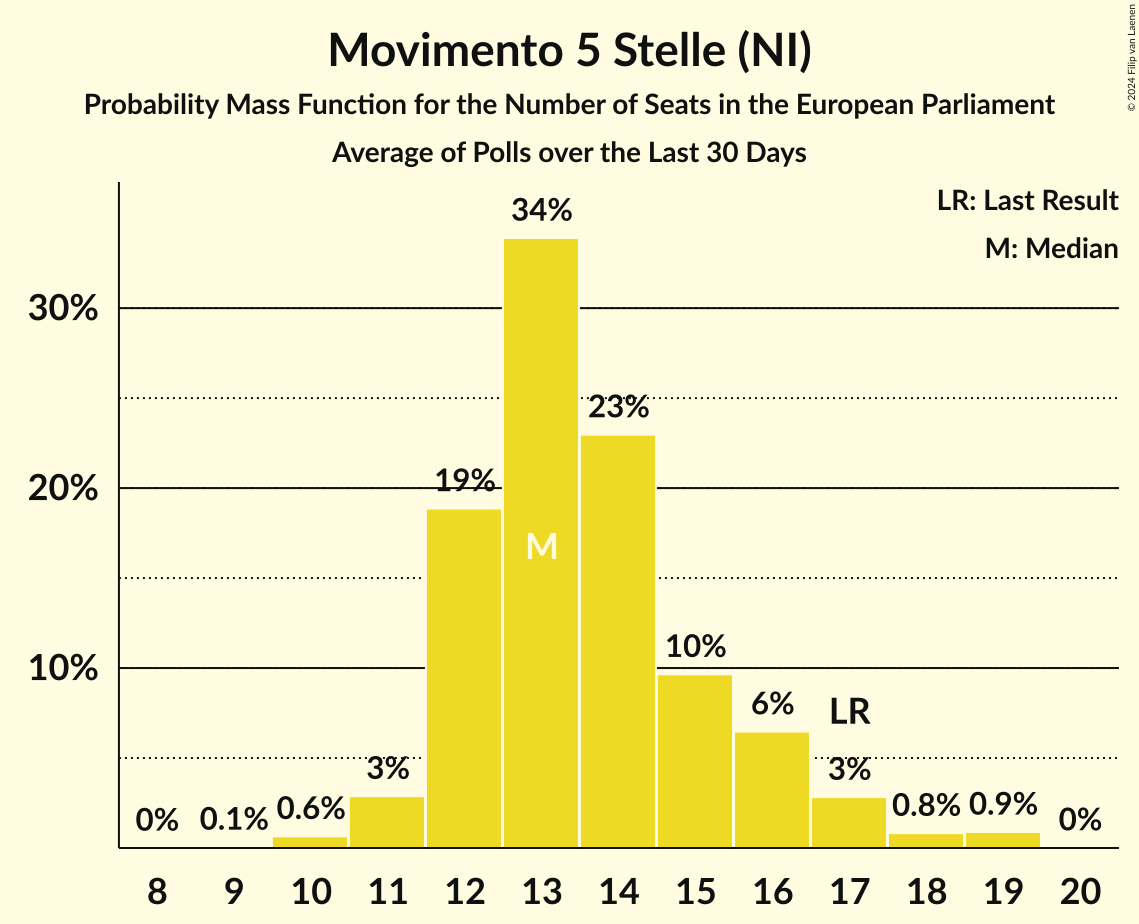 Movimento 5 Stelle (NI)
Probability Mass Function for the Number of Seats in the European Parliament
Average of Polls over the Last 30 Days
© 2024 Filip van Laenen
LR: Last Result
M: Median
34%
30%
23%
20%
19%
M
10%
10%
6%
LR
3%
3%
0%
0.1%
0.6%
0.8%
0.9%
0%
8 9 10 11 12 13 14 15 16 17 18 19 20